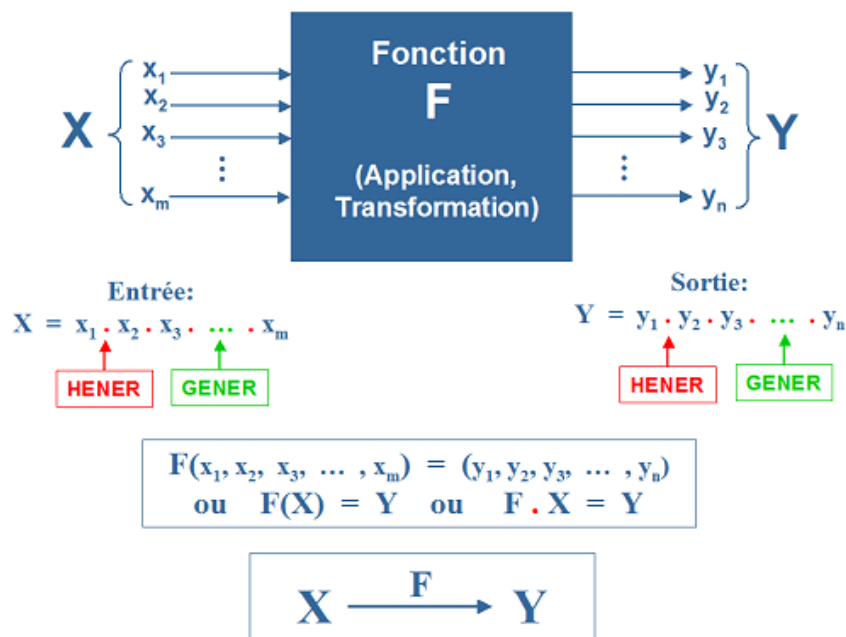 Fonction
F
(Application,
Transformation)
X
x₁
x₂
x₃
⋮
xₘ
y₁
y₂
y₃
⋮
yₙ
Y
Entrée:
X = x₁ . x₂ . x₃ . … . xₘ
HENER GENER
Sortie:
Y = y₁ . y₂ . y₃ . … . yₙ
HENER GENER
F(x₁, x₂, x₃, … , xₘ) = (y₁, y₂, y₃, … , yₙ)
ou F(X) = Y ou F . X = Y
F
X → Y